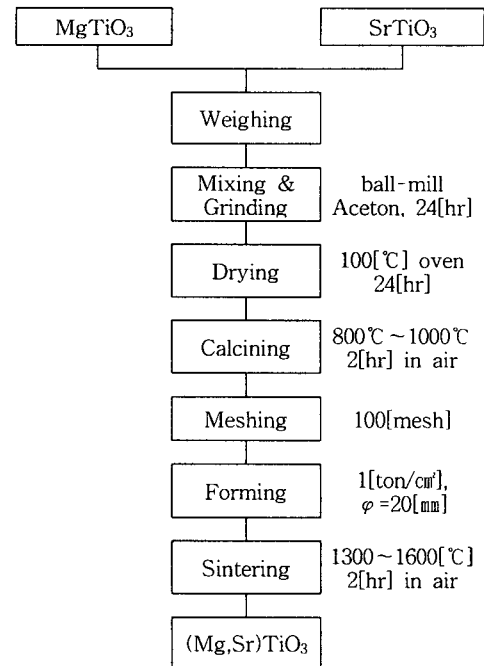 MgTiO₃ SrTiO₃
Weighing
Mixing & ball-mill
Grinding Aceton, 24[hr]
Drying 100[℃] oven
24[hr]
Calcining 800℃~1000℃
2[hr] in air
Meshing 100[mesh]
Forming 1[ton/㎠],
φ=20[㎜]
Sintering 1300~1600[℃]
2[hr] in air
(Mg,Sr)TiO₃